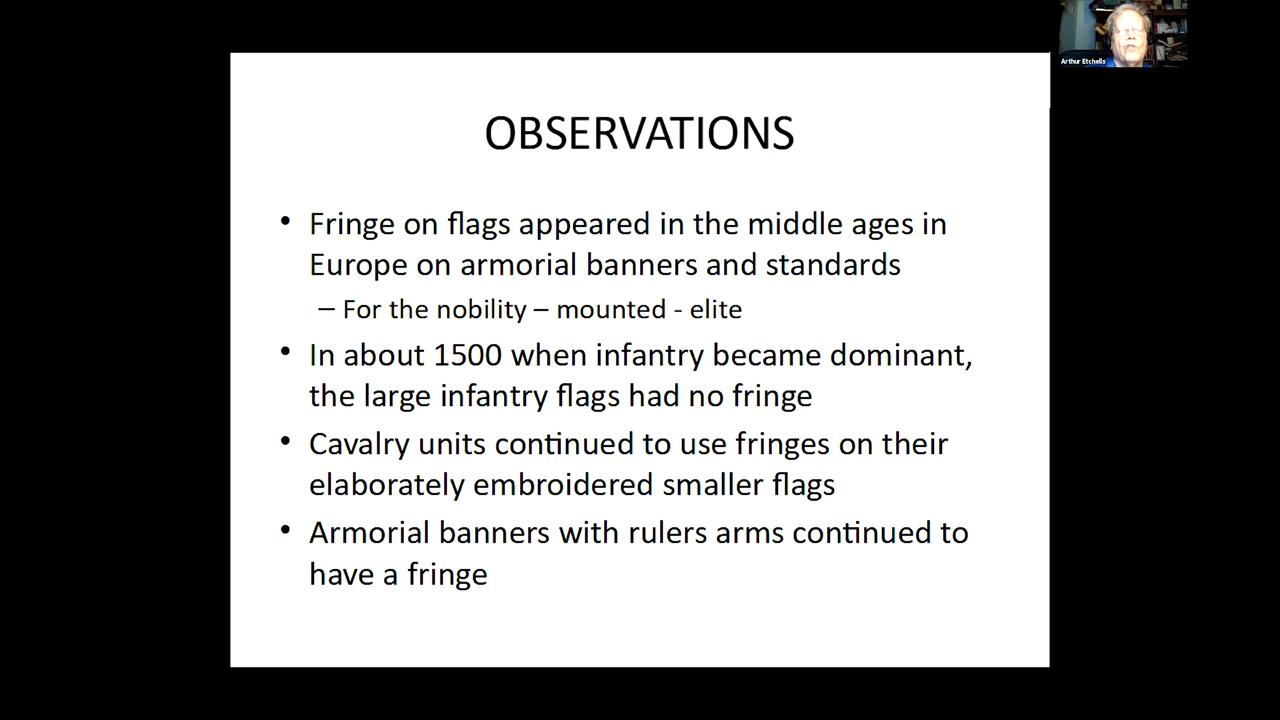 Arthur Etchells
OBSERVATIONS
• Fringe on flags appeared in the middle ages in
Europe on armorial banners and standards
– For the nobility – mounted - elite
• In about 1500 when infantry became dominant,
the large infantry flags had no fringe
• Cavalry units continued to use fringes on their
elaborately embroidered smaller flags
• Armorial banners with rulers arms continued to
have a fringe